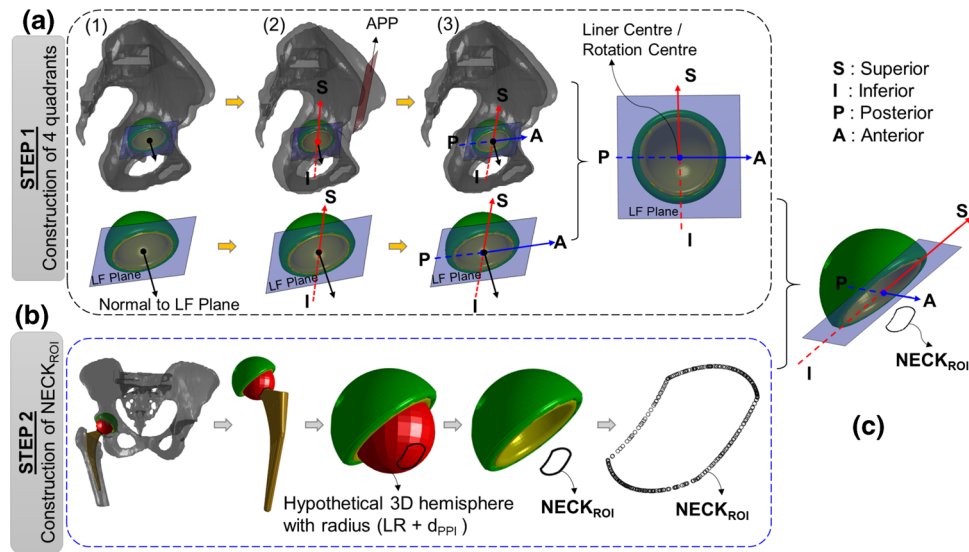 (a)
STEP 1
Construction of 4 quadrants
(1)
(2)
(3)
APP
S
I
S
P
A
I
LF Plane
Normal to LF Plane
S
LF Plane
I
S
P
A
LF Plane
I
Liner Centre /
Rotation Centre
S
P
A
LF Plane
I
S : Superior
I : Inferior
P : Posterior
A : Anterior
(b)
STEP 2
Construction of NECKROI
Hypothetical 3D hemisphere
with radius (LR + dPPI )
NECKROI
NECKROI
S
P
A
NECKROI
I
(c)